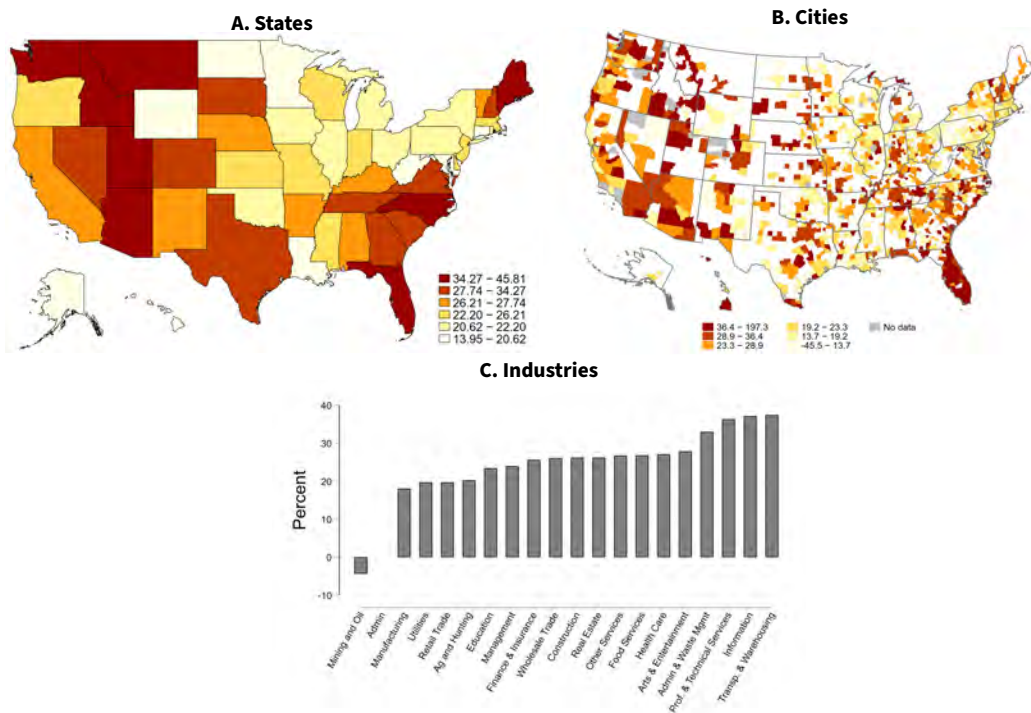 A. States
B. Cities
34.27 – 45.81
27.74 – 34.27
26.21 – 27.74
22.20 – 26.21
20.62 – 22.20
13.95 – 20.62
36.4 – 197.3
28.9 – 36.4
23.3 – 28.9
19.2 – 23.3
13.7 – 19.2
-45.5 – 13.7
No data
C. Industries
Percent
40
30
20
10
0
-10
Mining and Oil
Admin
Manufacturing
Utilities
Retail Trade
Ag and Hunting
Education
Management
Finance & Insurance
Wholesale Trade
Construction
Real Esate
Other Services
Food Services
Health Care
Arts & Entertainment
Admin & Waste Mgmt
Prof. & Technical Services
Information
Transp. & Warehousing